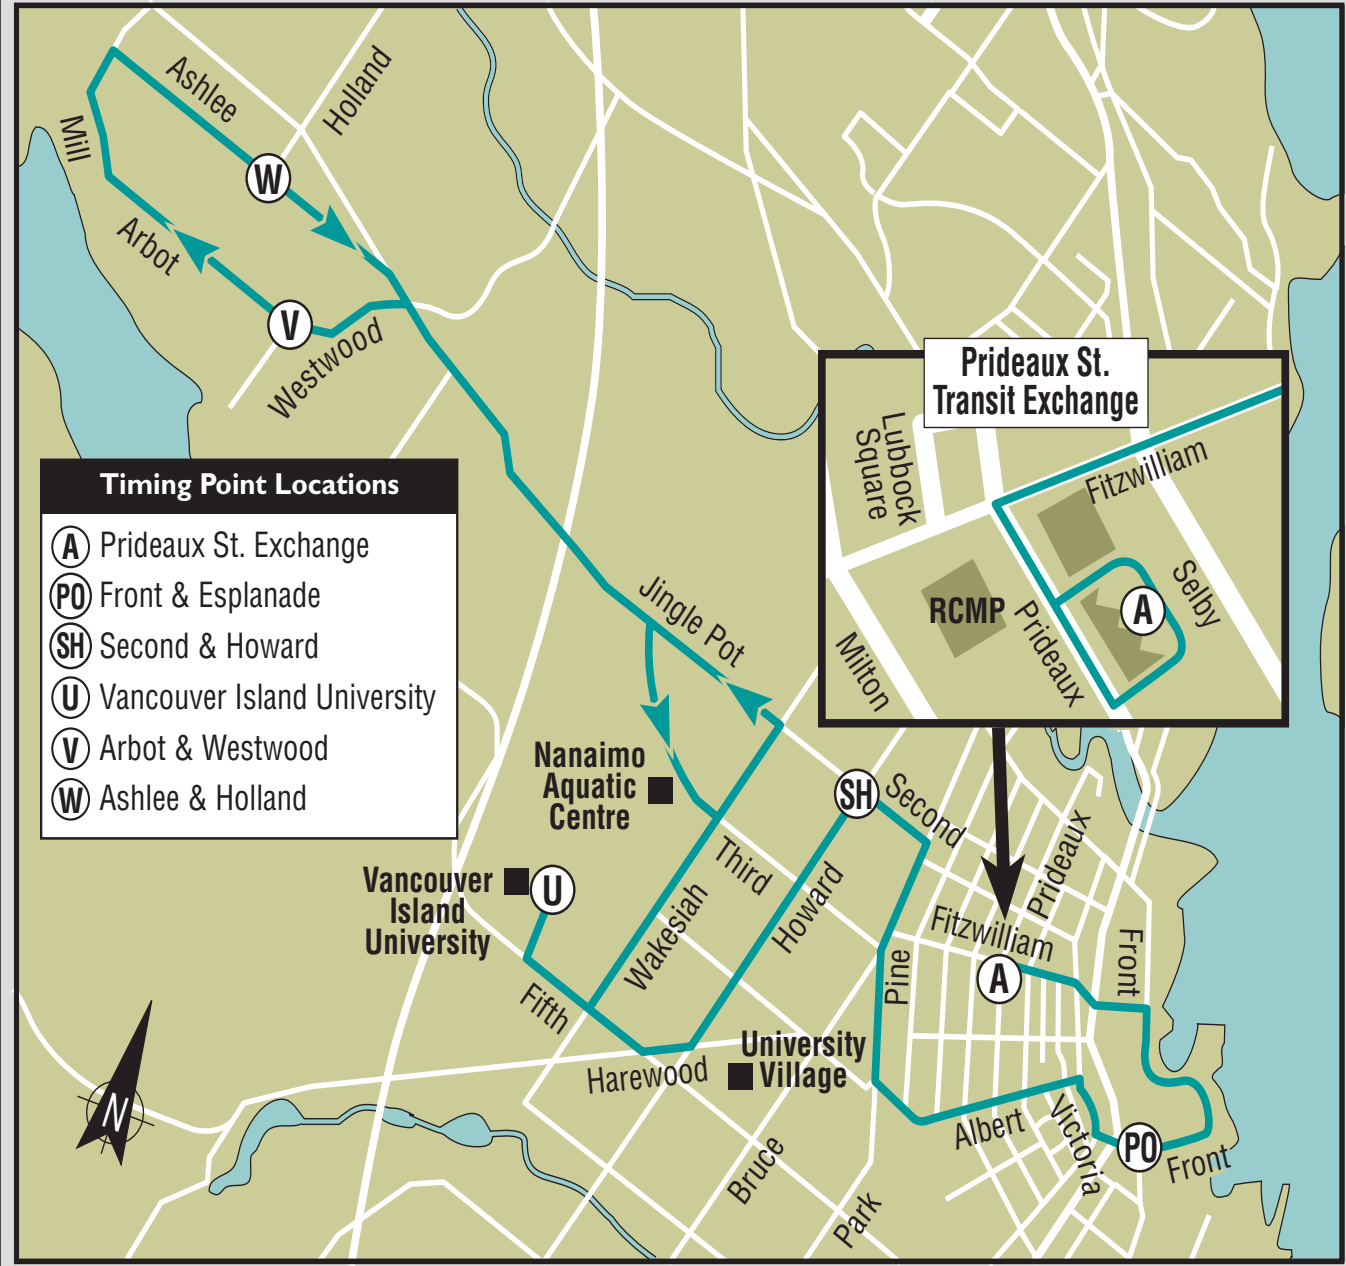 Ashlee
Holland
Mill
W
Arbot
V
Westwood
Prideaux St.
Transit Exchange
Lubbock
Square
Fitzwilliam
Selby
A
RCMP
Prideaux
Milton
Timing Point Locations
A Prideaux St. Exchange
PO Front & Esplanade
SH Second & Howard
U Vancouver Island University
V Arbot & Westwood
W Ashlee & Holland
Jingle Pot
Nanaimo
Aquatic
Centre
SH
Second
Third
Prideaux
Vancouver
Island
University
U
Wakesiah
Howard
Fitzwilliam
Front
Pine
A
Fifth
University
Village
Harewood
N
Albert
Victoria
PO
Front
Bruce
Park